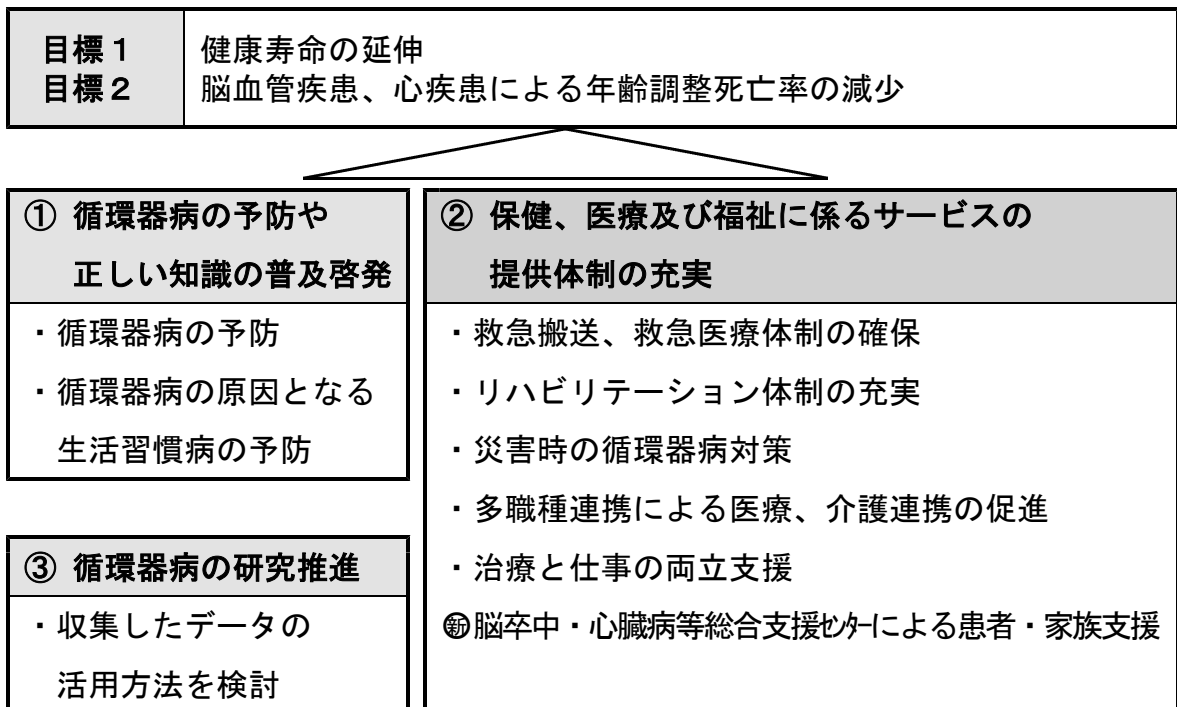 目標1 健康寿命の延伸
目標2 脳血管疾患、心疾患による年齢調整死亡率の減少
① 循環器病の予防や
正しい知識の普及啓発
・循環器病の予防
・循環器病の原因となる
生活習慣病の予防
③ 循環器病の研究推進
・収集したデータの
活用方法を検討
② 保健、医療及び福祉に係るサービスの
提供体制の充実
・救急搬送、救急医療体制の確保
・リハビリテーション体制の充実
・災害時の循環器病対策
・多職種連携による医療、介護連携の促進
・治療と仕事の両立支援
㊟脳卒中・心臓病等総合支援ｾﾝﾀｰによる患者・家族支援